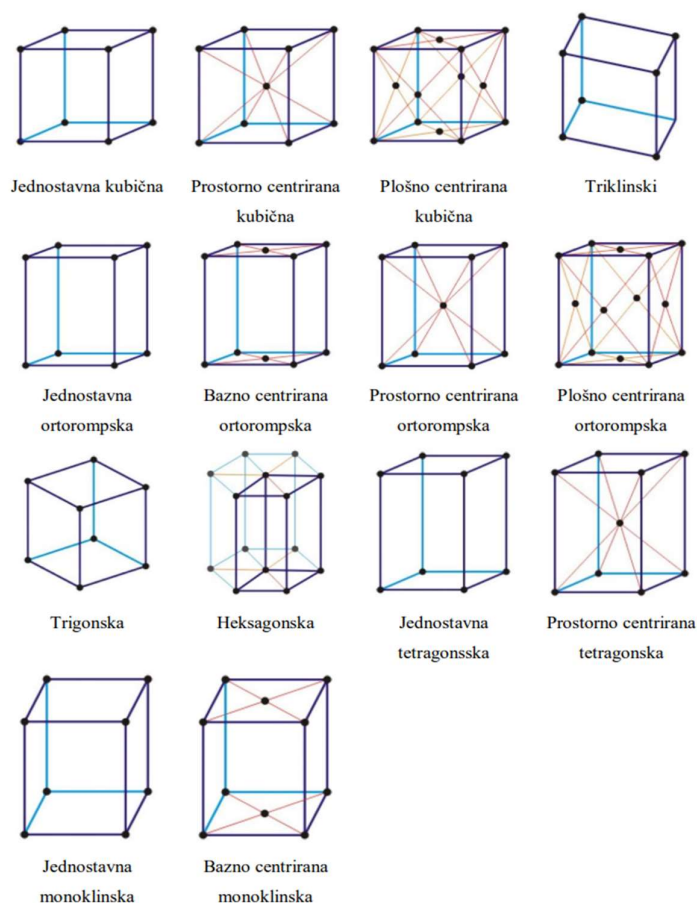 Jednostavna kubična
Prostorno centrirana
kubična
Plošno centrirana
kubična
Triklinski
Jednostavna
ortorompska
Bazno centrirana
ortorompska
Prostorno centrirana
ortorompska
Plošno centrirana
ortorompska
Trigonska
Heksagonska
Jednostavna
tetragonsska
Prostorno centrirana
tetragonska
Jednostavna
monoklinska
Bazno centrirana
monoklinska